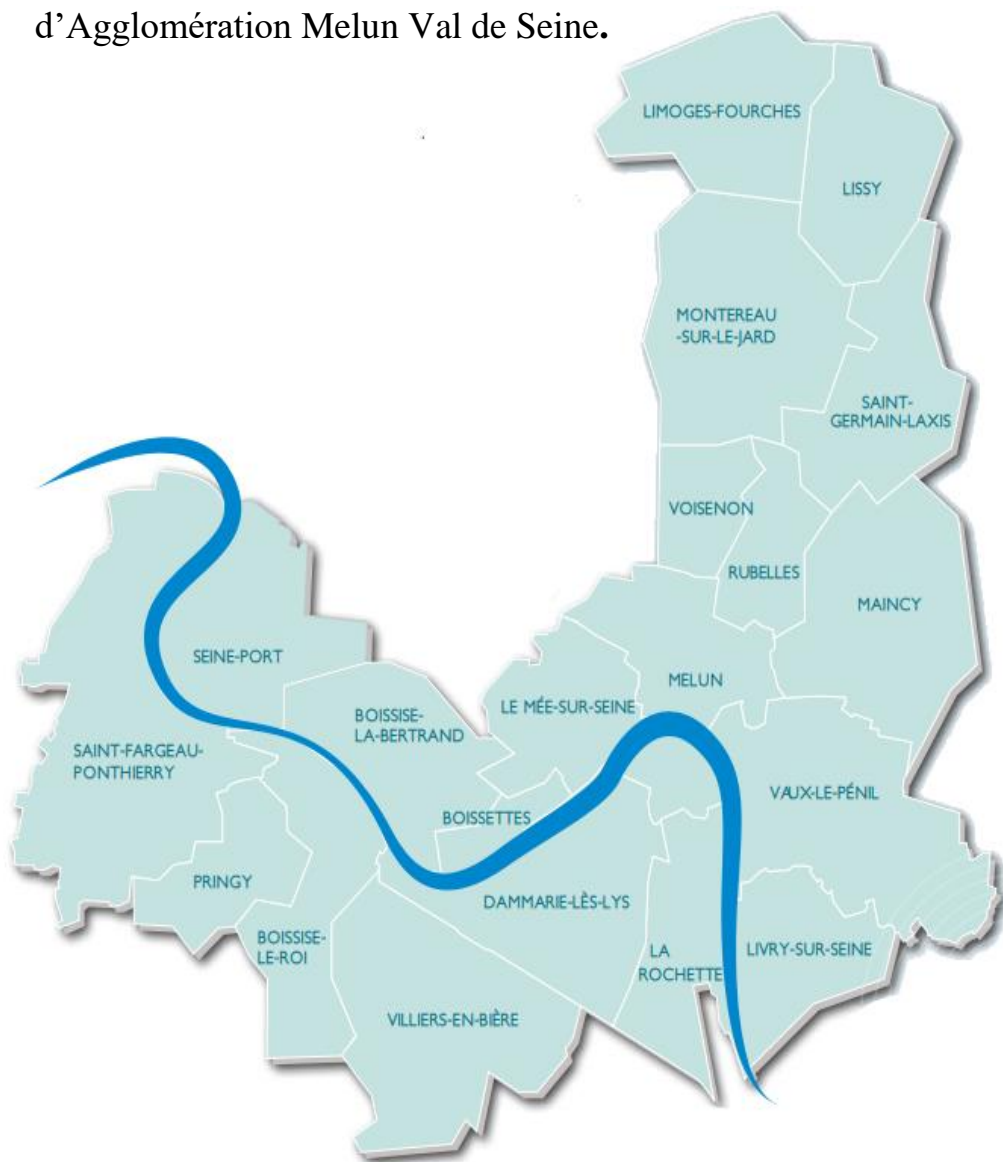 d’Agglomération Melun Val de Seine.
LIMOGES-FOURCHES
LISSY
MONTEREAU
-SUR-LE-JARD
SAINT-
GERMAIN-LAXIS
VOISENON
RUBELLES
MAINCY
SEINE-PORT
MELUN
LE MÉE-SUR-SEINE
BOISSISE-
LA-BERTRAND
SAINT-FARGEAU-
PONTHIERRY
VAUX-LE-PÉNIL
BOISSETTES
PRINGY
DAMMARIE-LÈS-LYS
BOISSISE-
LE-ROI
LA
ROCHETTE
LIVRY-SUR-SEINE
VILLIERS-EN-BIÈRE